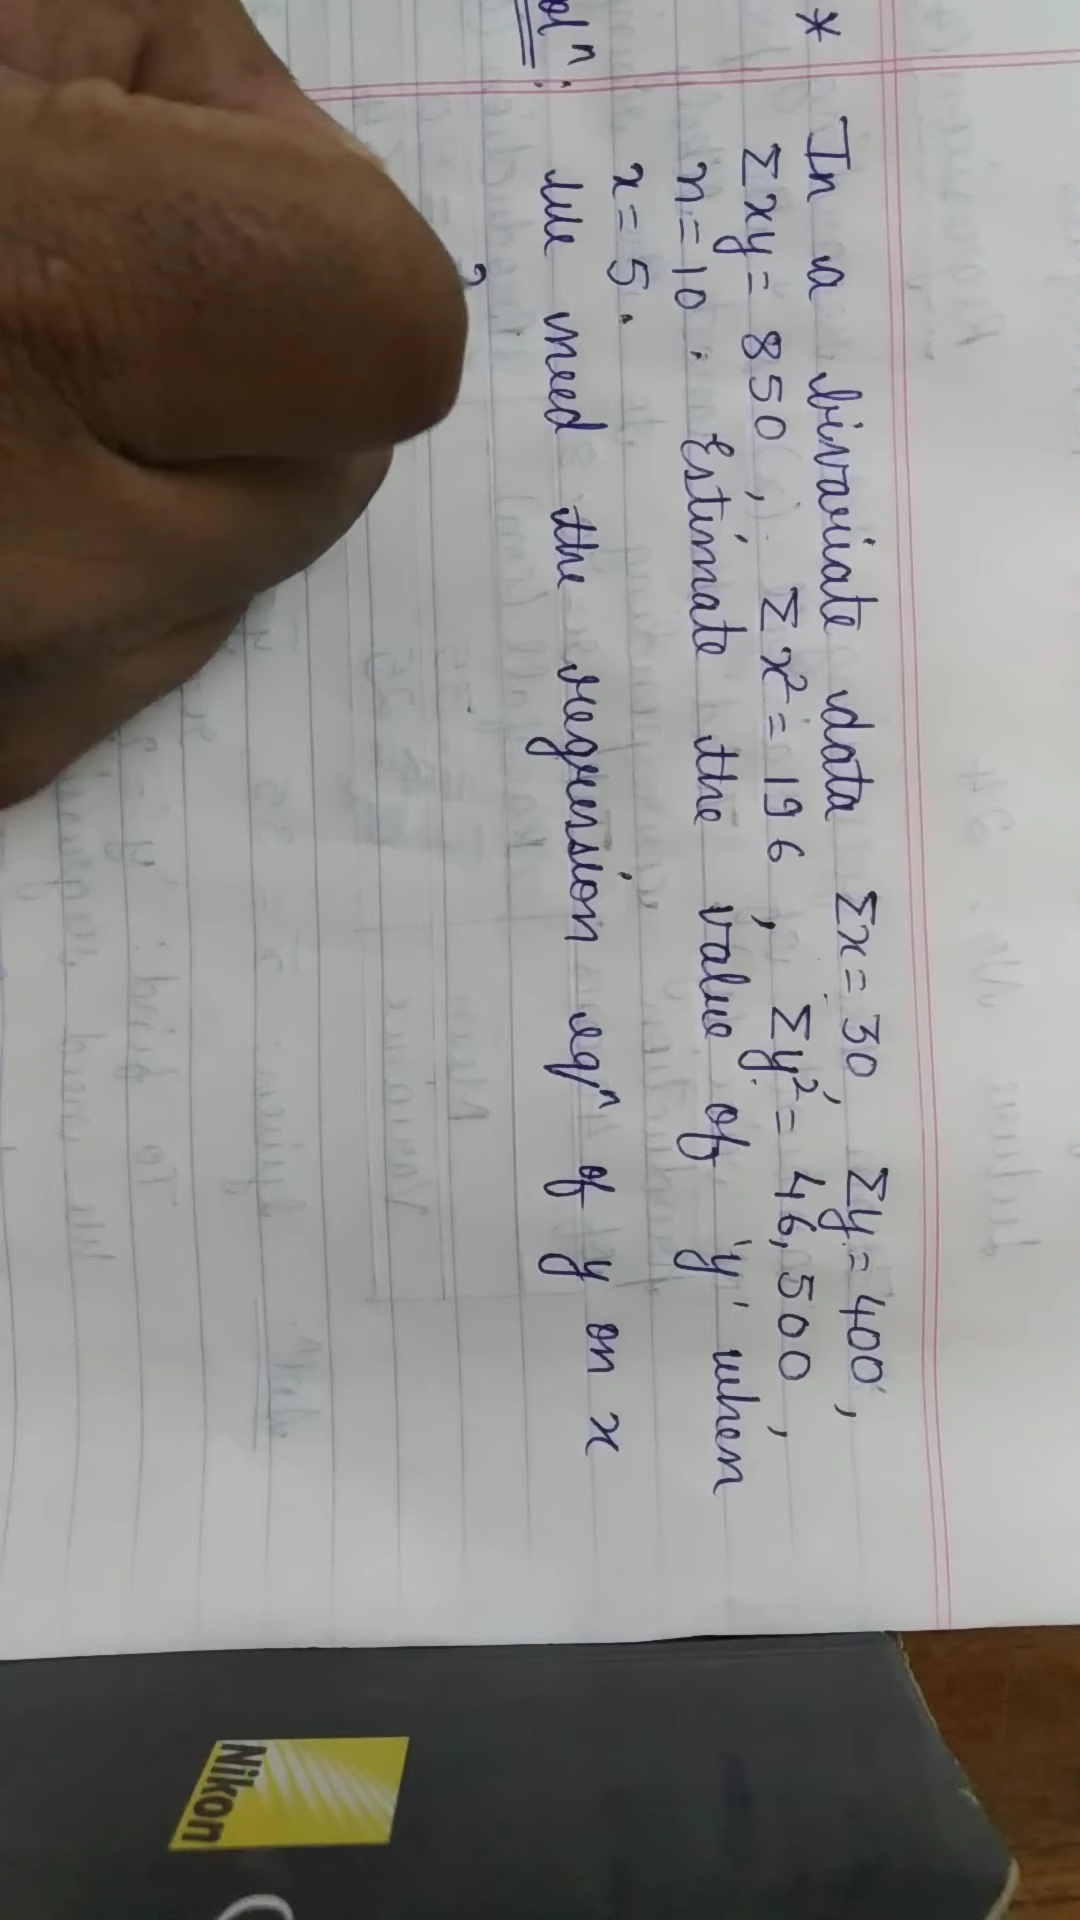 * In a bivariate data Σx = 30, Σy = 400,
Σxy = 850, Σx² = 196, Σy² = 46,500,
n = 10. Estimate the value of 'y' when
x = 5.
olⁿ: we need the regression eqⁿ of y on x
?
Nikon